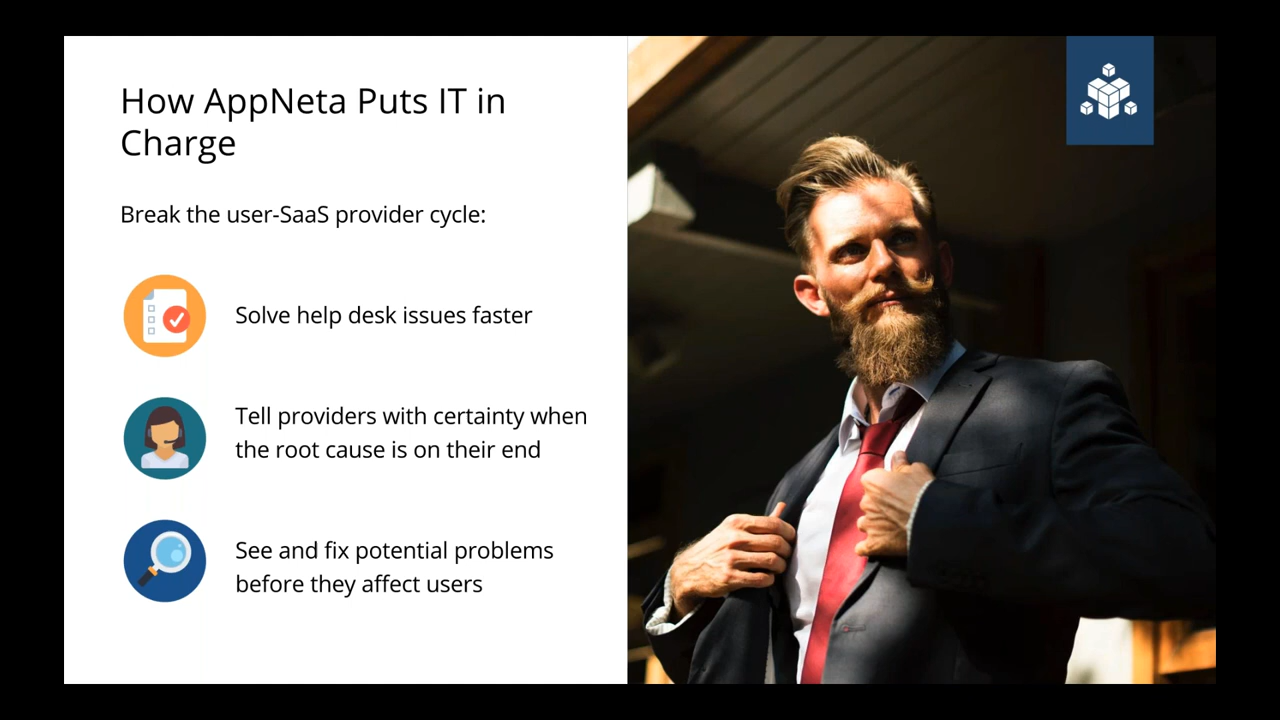 How AppNeta Puts IT in
Charge
Break the user-SaaS provider cycle:
Solve help desk issues faster
Tell providers with certainty when
the root cause is on their end
See and fix potential problems
before they affect users